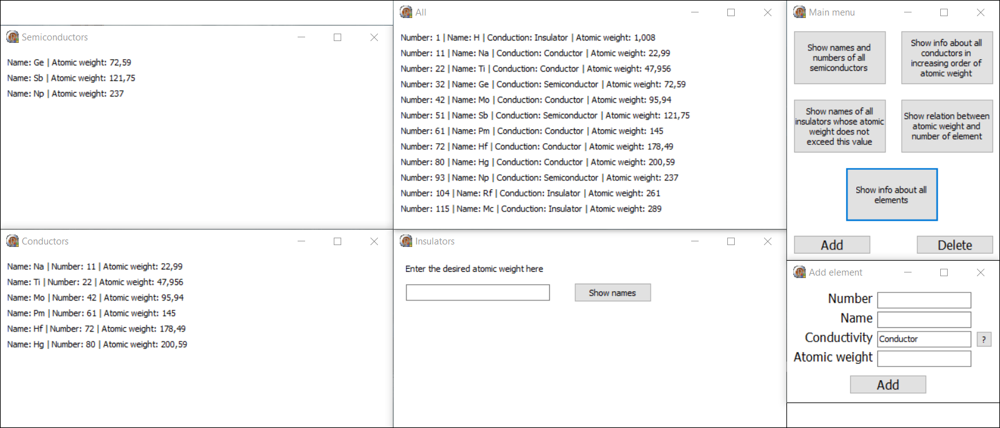 Semiconductors
Name: Ge | Atomic weight: 72,59
Name: Sb | Atomic weight: 121,75
Name: Np | Atomic weight: 237
All
Number: 1 | Name: H | Conduction: Insulator | Atomic weight: 1,008
Number: 11 | Name: Na | Conduction: Conductor | Atomic weight: 22,99
Number: 22 | Name: Ti | Conduction: Conductor | Atomic weight: 47,956
Number: 32 | Name: Ge | Conduction: Semiconductor | Atomic weight: 72,59
Number: 42 | Name: Mo | Conduction: Conductor | Atomic weight: 95,94
Number: 51 | Name: Sb | Conduction: Semiconductor | Atomic weight: 121,75
Number: 61 | Name: Pm | Conduction: Conductor | Atomic weight: 145
Number: 72 | Name: Hf | Conduction: Conductor | Atomic weight: 178,49
Number: 80 | Name: Hg | Conduction: Conductor | Atomic weight: 200,59
Number: 93 | Name: Np | Conduction: Semiconductor | Atomic weight: 237
Number: 104 | Name: Rf | Conduction: Insulator | Atomic weight: 261
Number: 115 | Name: Mc | Conduction: Insulator | Atomic weight: 289
Main menu
Show names and
numbers of all
semiconductors
Show info about all
conductors in
increasing order of
atomic weight
Show names of all
insulators whose atomic
weight does not
exceed this value
Show relation between
atomic weight and
number of element
Show info about all
elements
Add
Delete
Conductors
Name: Na | Number: 11 | Atomic weight: 22,99
Name: Ti | Number: 22 | Atomic weight: 47,956
Name: Mo | Number: 42 | Atomic weight: 95,94
Name: Pm | Number: 61 | Atomic weight: 145
Name: Hf | Number: 72 | Atomic weight: 178,49
Name: Hg | Number: 80 | Atomic weight: 200,59
Insulators
Enter the desired atomic weight here
Show names
Add element
Number
Name
Conductivity
Conductor
?
Atomic weight
Add